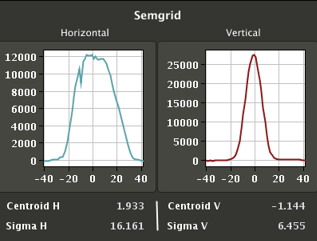 Semgrid
Horizontal Vertical
12000
10000
8000
6000
4000
2000
0
−40 −20 0 20 40
25000
20000
15000
10000
5000
0
−40 −20 0 20 40
Centroid H 1.933 Centroid V −1.144
Sigma H 16.161 Sigma V 6.455